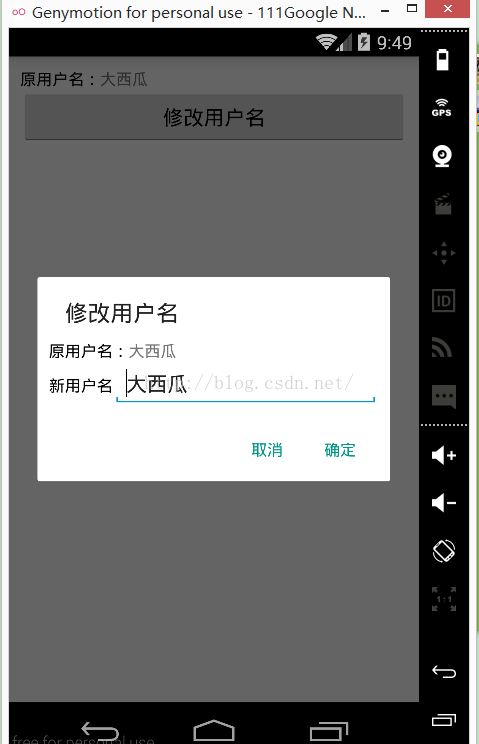 Genymotion for personal use - 111Google N...
9:49
原用户名：大西瓜
修改用户名
GPS
ID
修改用户名
原用户名：大西瓜
新用户名 大西瓜
://blog.csdn.net/
取消 确定
1:1
free for personal use